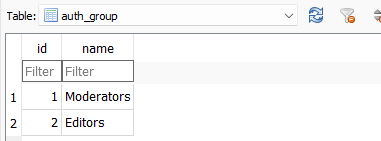 Table: auth_group
id name
Filter Filter
1 1 Moderators
2 2 Editors